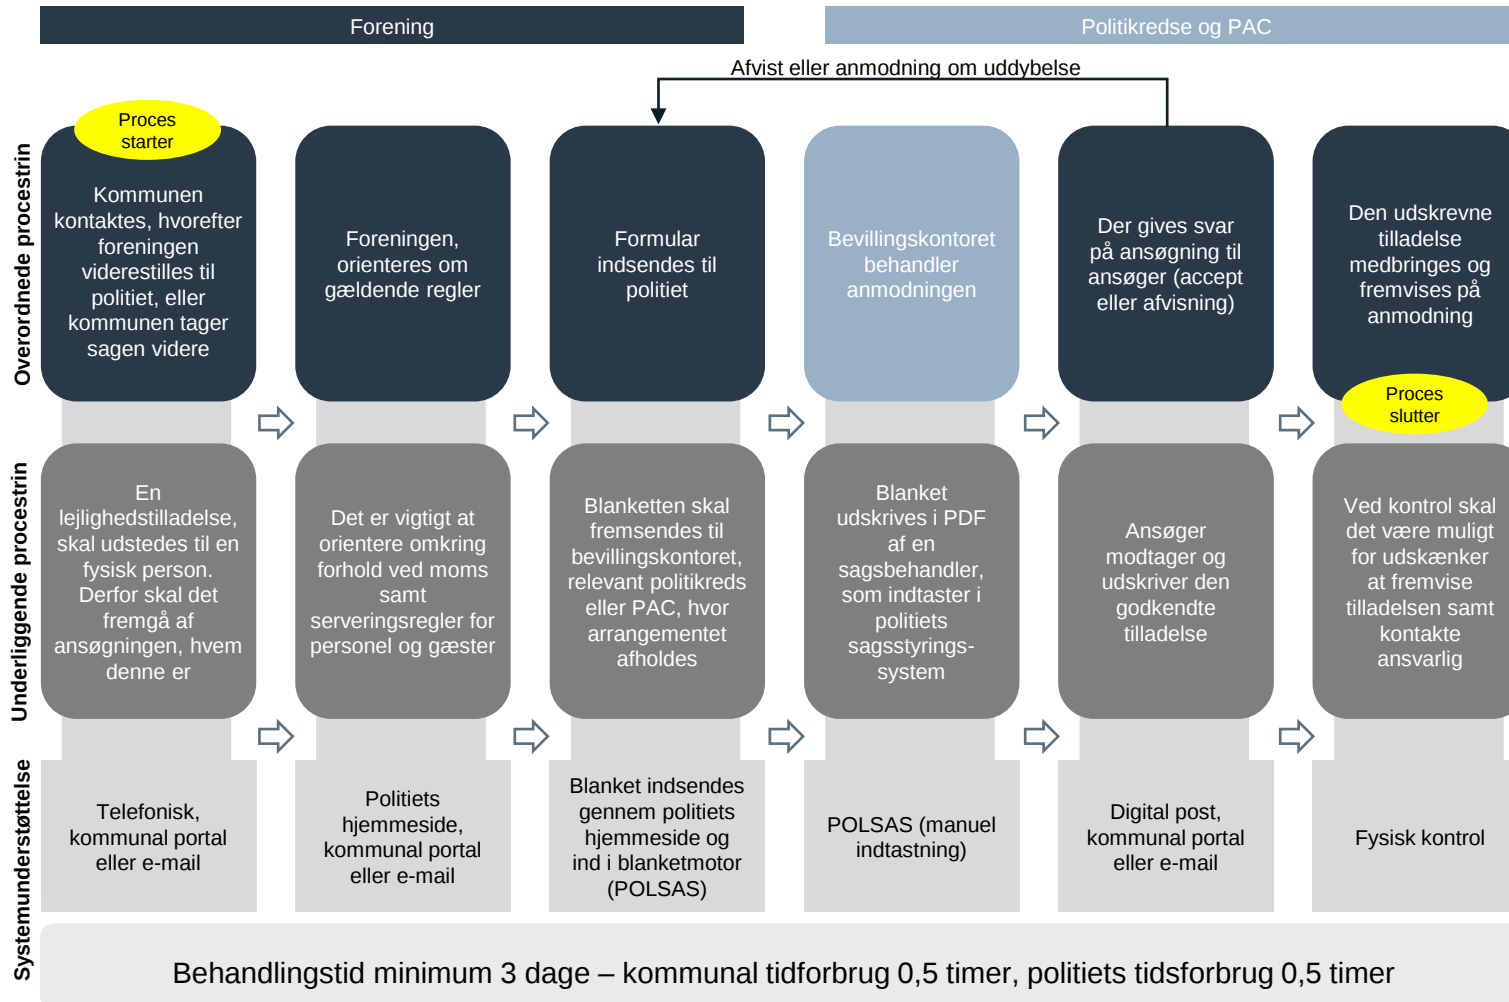 Forening
Politikredse og PAC
Afvist eller anmodning om uddybelse
Overordnede procestrin
Proces
starter
Kommunen
kontaktes, hvorefter
foreningen
viderestilles til
politiet, eller
kommunen tager
sagen videre
Foreningen,
orienteres om
gældende regler
Formular
indsendes til
politiet
Bevillingskontoret
behandler
anmodningen
Der gives svar
på ansøgning til
ansøger (accept
eller afvisning)
Den udskrevne
tilladelse
medbringes og
fremvises på
anmodning
Proces
slutter
Underliggende procestrin
En
lejlighedstilladelse,
skal udstedes til en
fysisk person.
Derfor skal det
fremgå af
ansøgningen, hvem
denne er
Det er vigtigt at
orientere omkring
forhold ved moms
samt
serveringsregler for
personel og gæster
Blanketten skal
fremsendes til
bevillingskontoret,
relevant politikreds
eller PAC, hvor
arrangementet
afholdes
Blanket
udskrives i PDF
af en
sagsbehandler,
som indtaster i
politiets
sagsstyrings-
system
Ansøger
modtager og
udskriver den
godkendte
tilladelse
Ved kontrol skal
det være muligt
for udskænker
at fremvise
tilladelsen samt
kontakte
ansvarlig
Systemunderstøttelse
Telefonisk,
kommunal portal
eller e-mail
Politiets
hjemmeside,
kommunal portal
eller e-mail
Blanket indsendes
gennem politiets
hjemmeside og
ind i blanketmotor
(POLSAS)
POLSAS (manuel
indtastning)
Digital post,
kommunal portal
eller e-mail
Fysisk kontrol
Behandlingstid minimum 3 dage – kommunal tidforbrug 0,5 timer, politiets tidsforbrug 0,5 timer